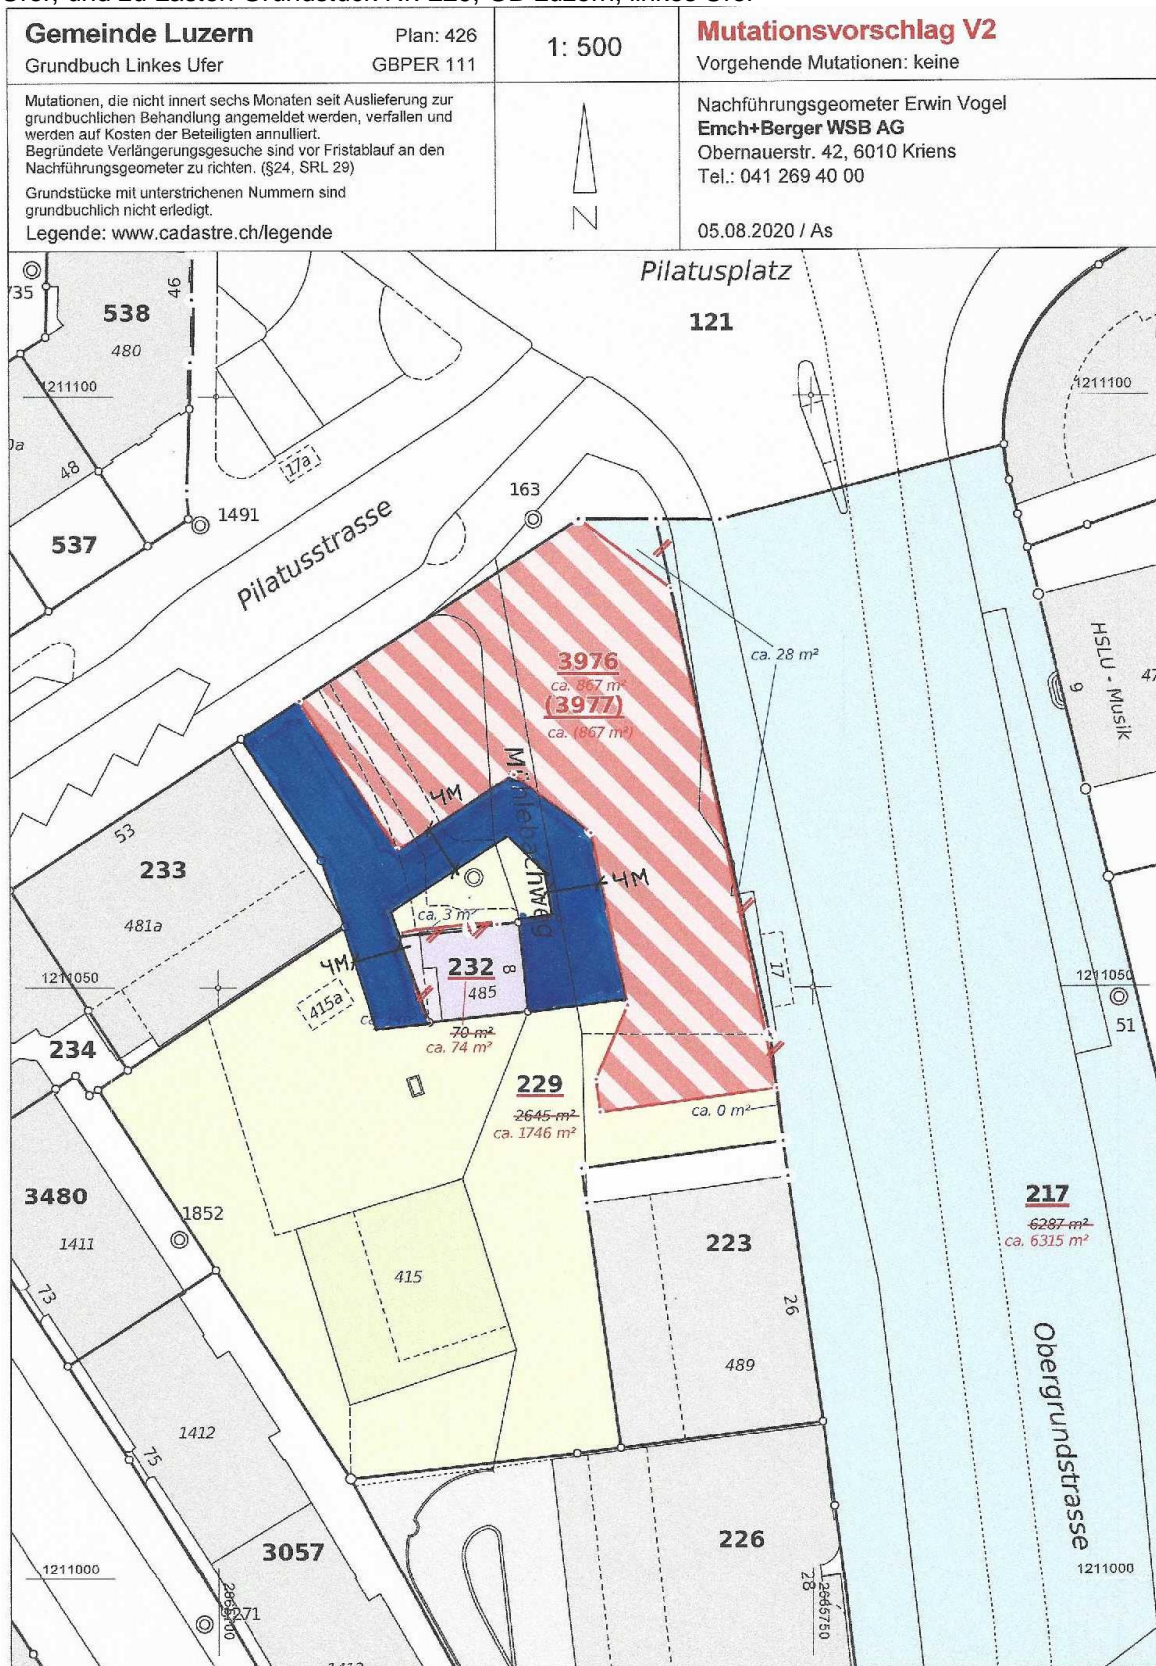 Gemeinde Luzern
Plan: 426
Grundbuch Linkes Ufer
GBPER 111
1: 500
Mutationsvorschlag V2
Vorgehende Mutationen: keine
Mutationen, die nicht innert sechs Monaten seit Auslieferung zur
grundbuchlichen Behandlung angemeldet werden, verfallen und
werden auf Kosten der Beteiligten annulliert.
Begründete Verlängerungsgesuche sind vor Fristablauf an den
Nachführungsgeometer zu richten. (§24, SRL 29)
Grundstücke mit unterstrichenen Nummern sind
grundbuchlich nicht erledigt.
Legende: www.cadastre.ch/legende
N
Nachführungsgeometer Erwin Vogel
Emch+Berger WSB AG
Obernauerstr. 42, 6010 Kriens
Tel.: 041 269 40 00
05.08.2020 / As
Pilatusplatz
735
46
538
480
121
1211100
1211100
48
17a
163
1491
537
Pilatusstrasse
HSLU - Musik
9
3976
ca. 867 m²
(3977)
ca. (867 m²)
ca. 28 m²
Mühlebachweg
4M
53
233
481a
4M
ca. 3 m²
4M
232
485
8
17
1211050
1211050
415a
51
70 m²
ca. 74 m²
234
229
2645 m²
ca. 1746 m²
ca. 0 m²
3480
1411
1852
217
6287 m²
ca. 6315 m²
223
415
73
26
489
Obergrundstrasse
1412
75
226
3057
1211000
1211000
28
2665750